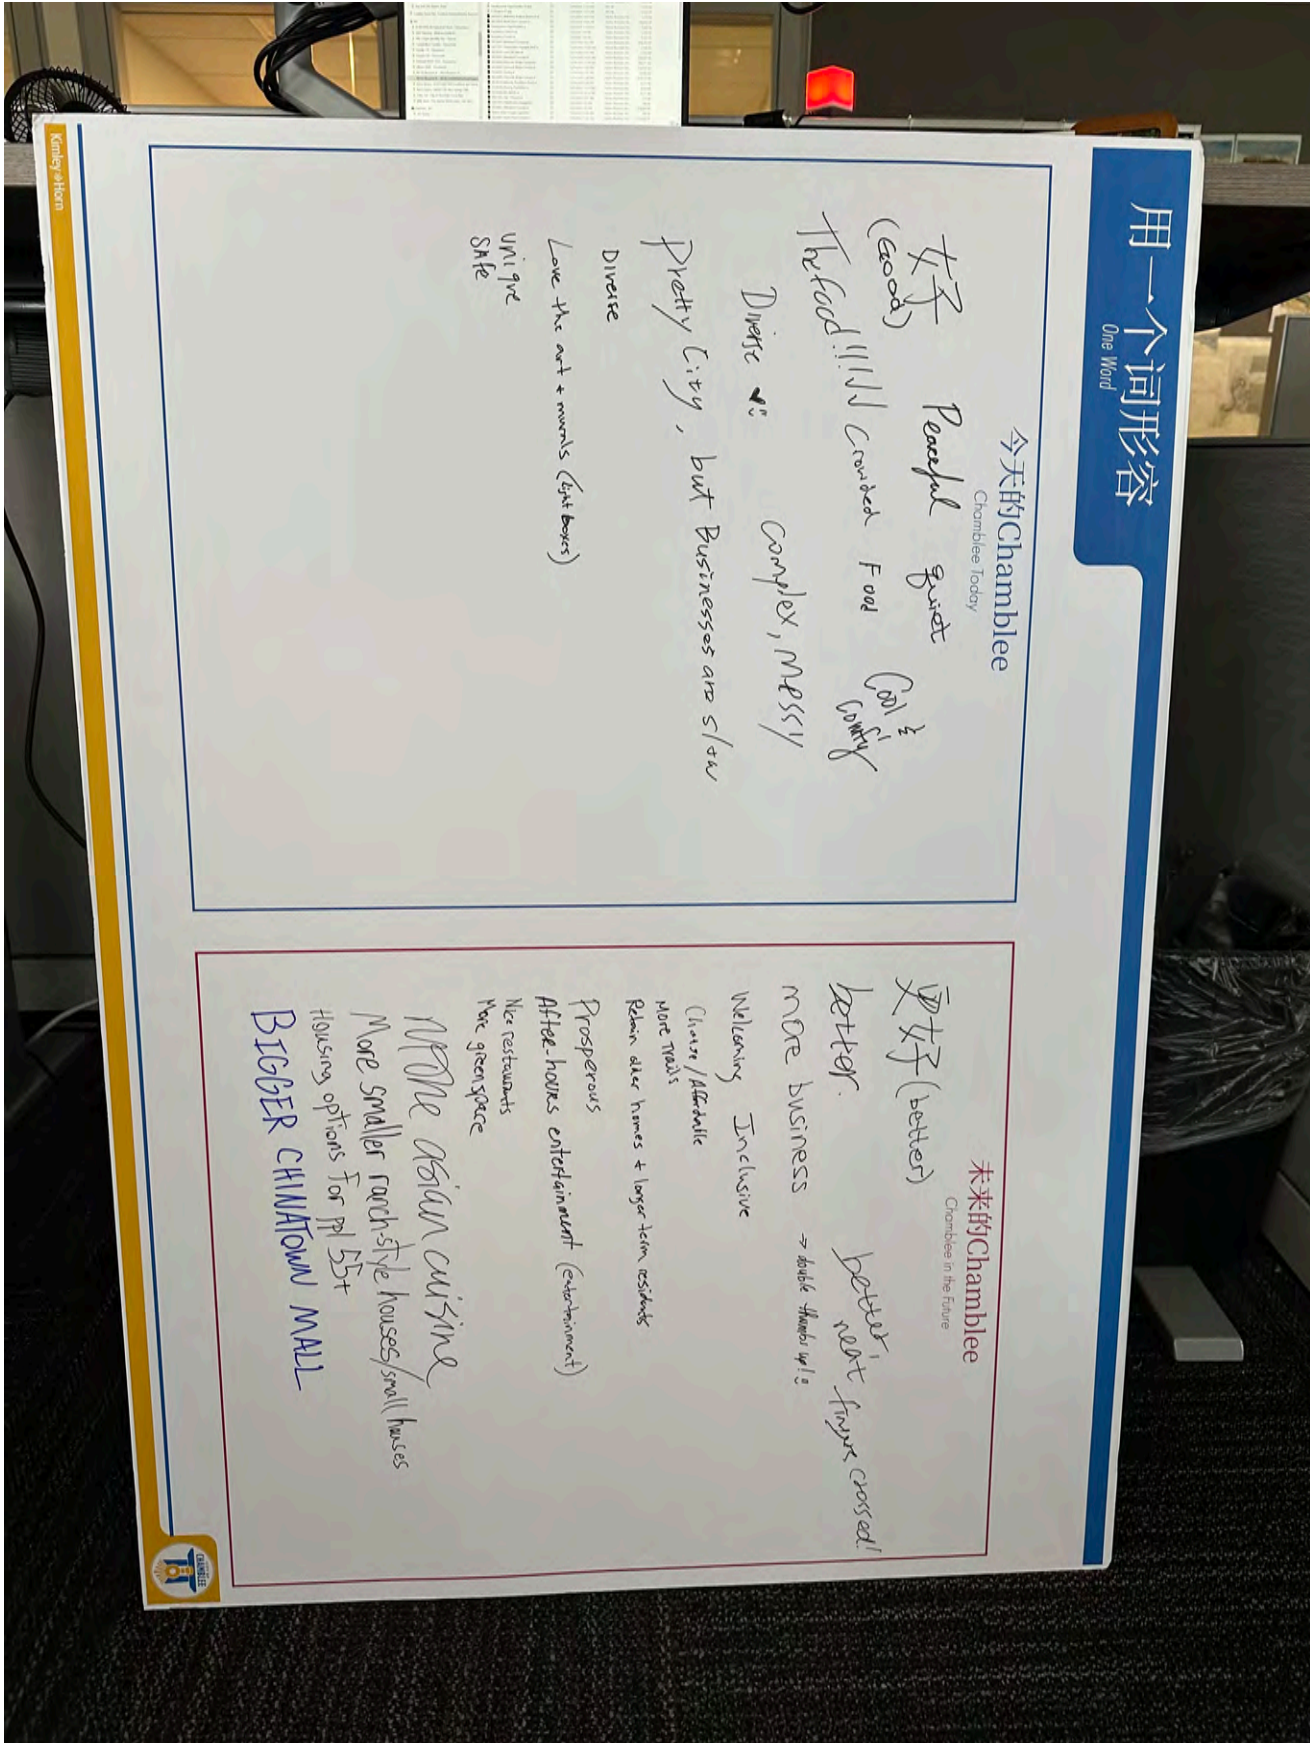 用一个词形容
One Word
今天的Chamblee
Chamblee Today
好
(Good)
Peaceful quiet
Cool & comfy
The food!!! Crowded Food
Diverse
complex, messy
Pretty City, but Businesses are slow
Diverse
Love the art + murals (light boxes)
unique
SAfe
未来的Chamblee
Chamblee in the Future
更好 (better)
better.
better, neat fingers crossed!
more business → double thumbs up!
Welcoming Inclusive
/Affordable
More Trails
Retain older homes + longer term residents
Prosperous
After-hours entertainment (entertainment)
Nice restaurants
More greenspace
MORE asian cuisine
More smaller ranch-style houses/small houses
Housing options for ppl 55+
BIGGER CHINATOWN MALL
Kimley»Horn
CHAMBLEE